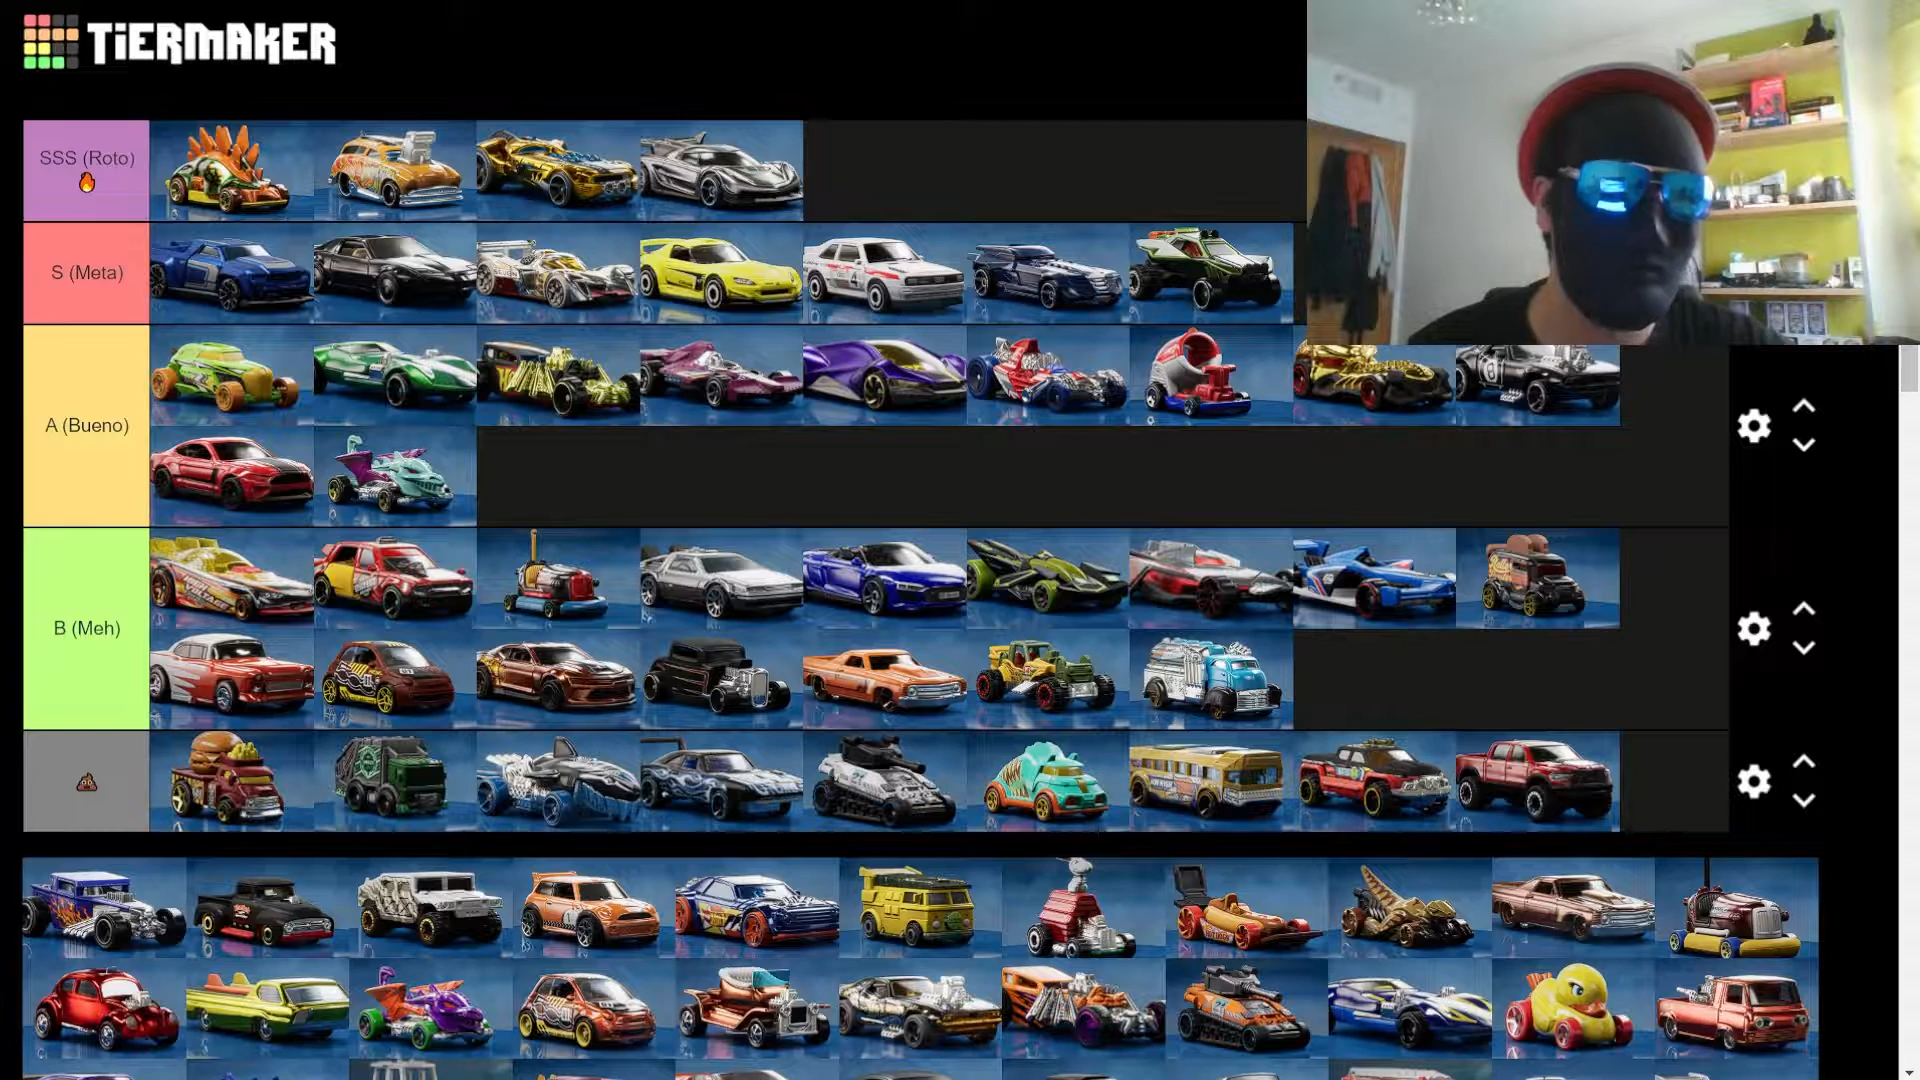 TiERMAKER
SSS (Roto)
🔥
S (Meta)
A (Bueno)
B (Meh)
💩